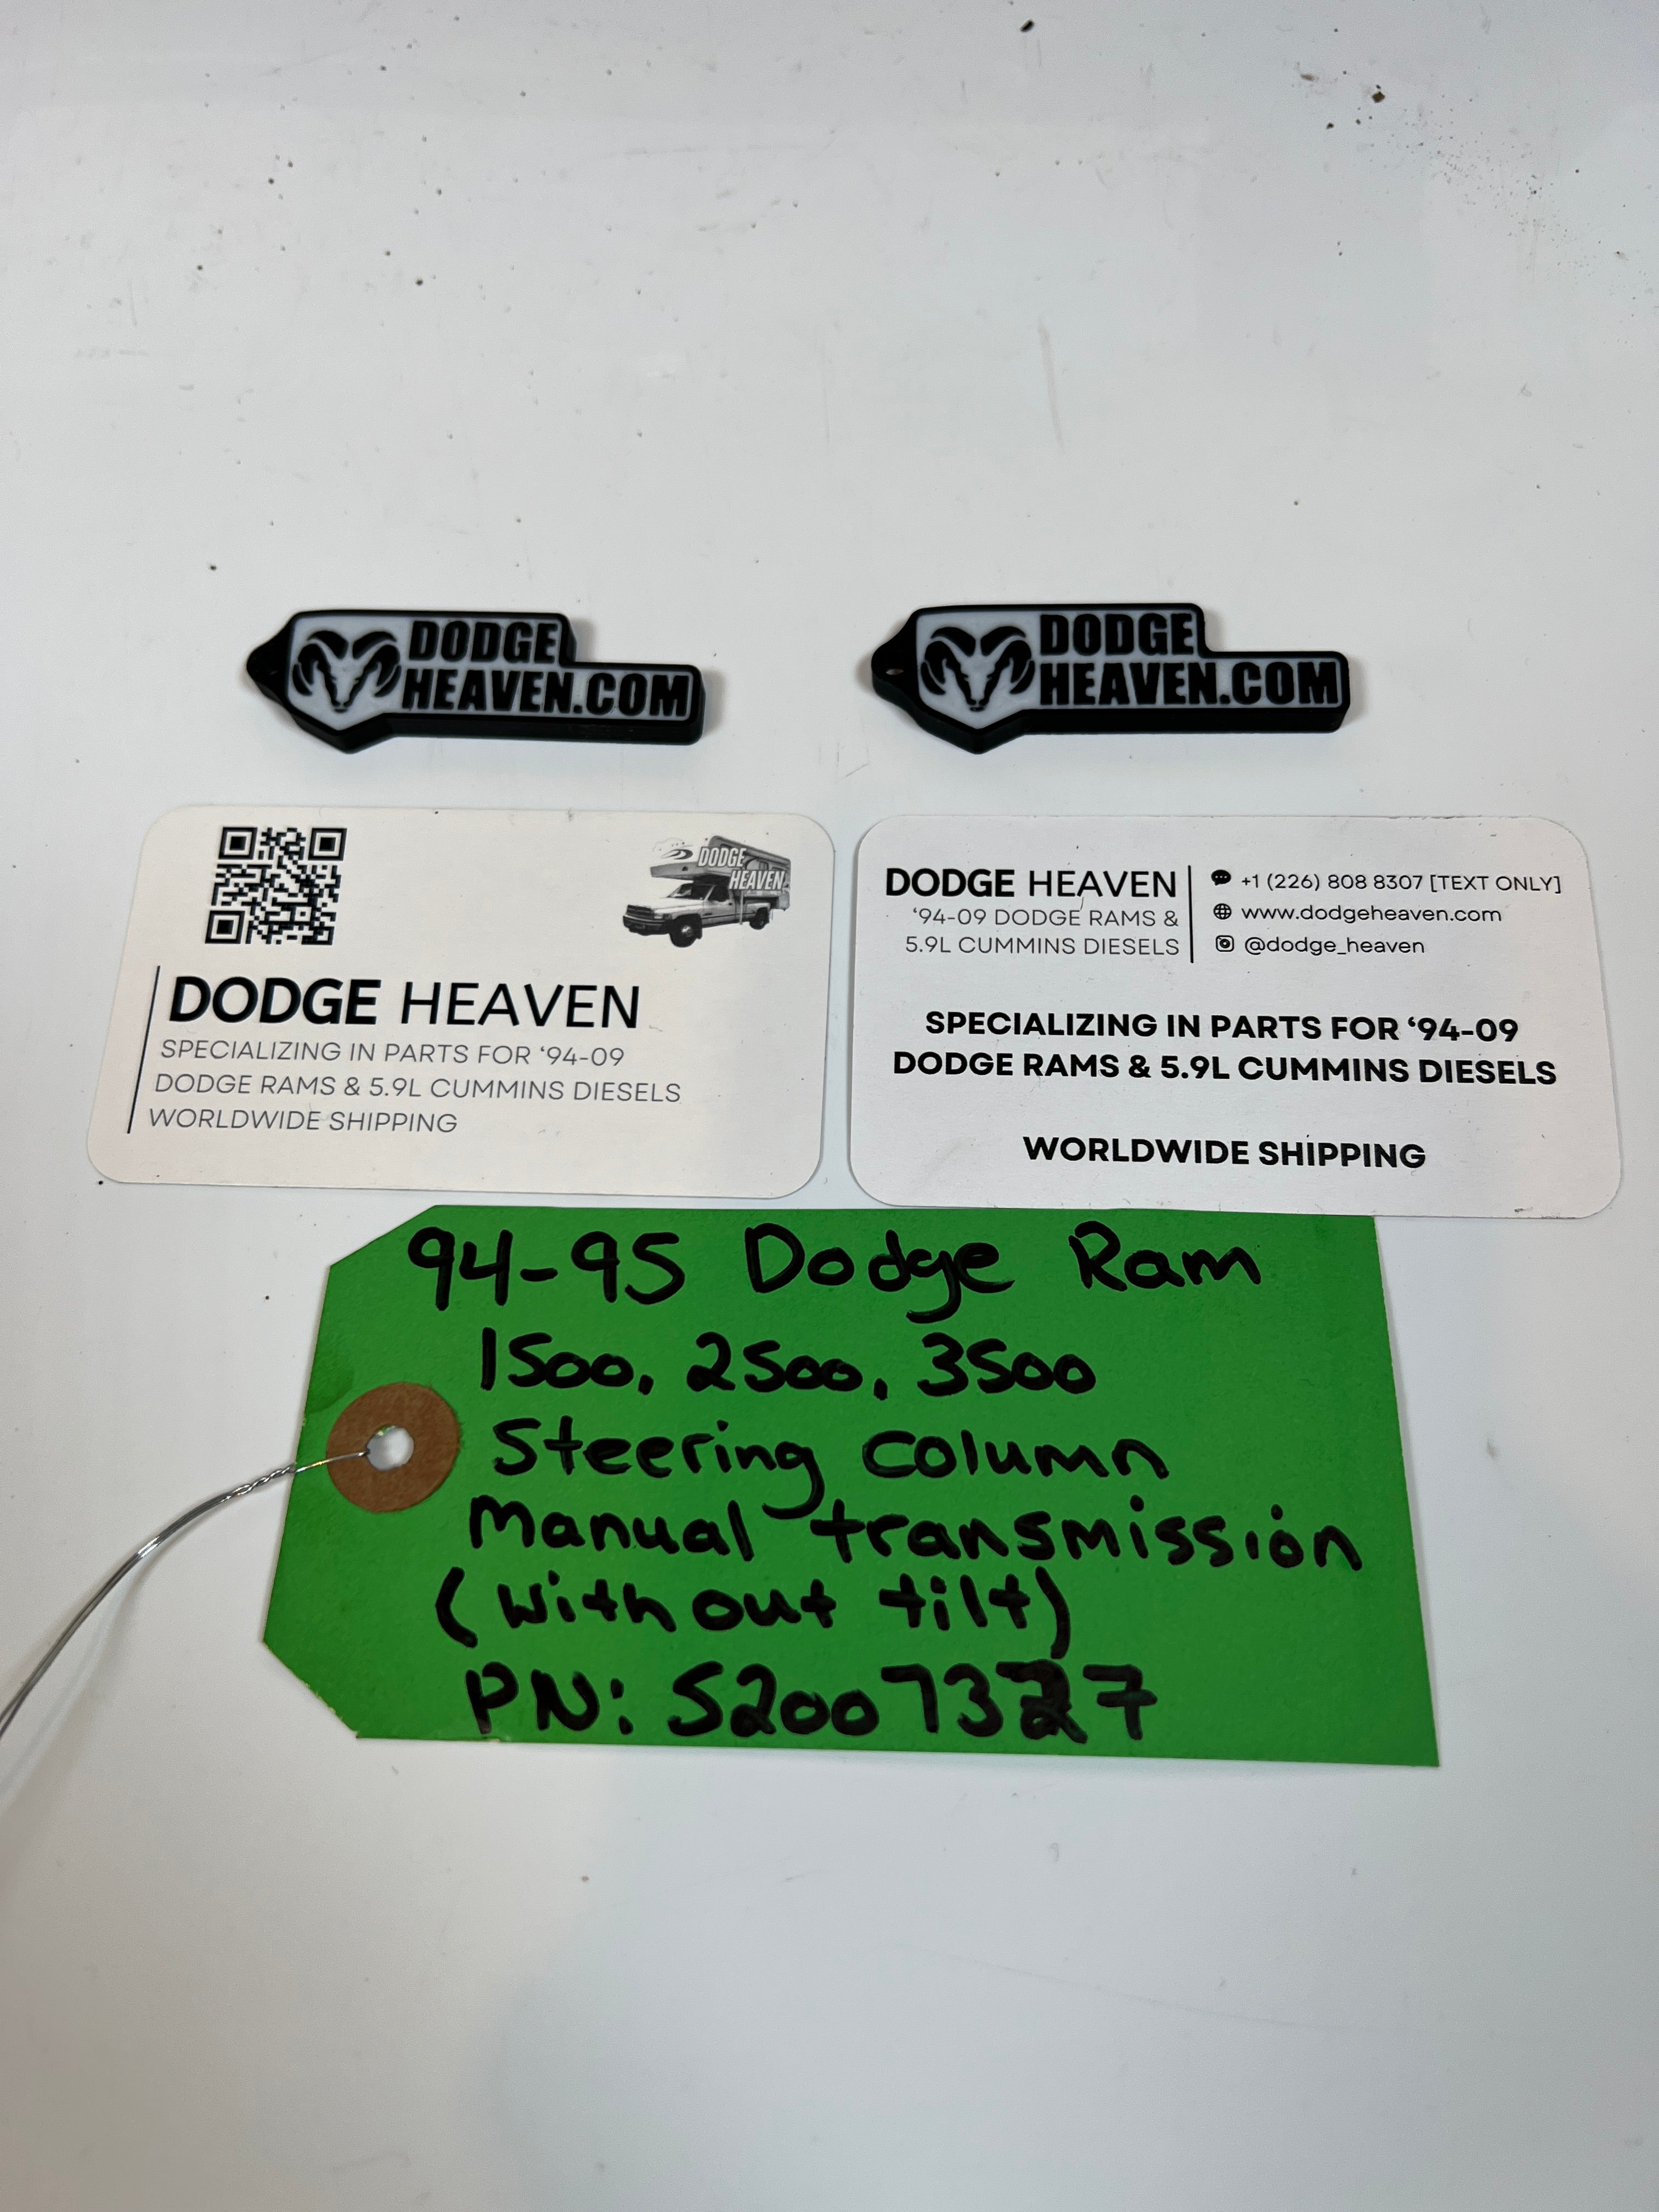 DODGE
HEAVEN.COM
DODGE
HEAVEN.COM
DODGE
HEAVEN
DODGE HEAVEN
SPECIALIZING IN PARTS FOR ‘94-09
DODGE RAMS & 5.9L CUMMINS DIESELS
WORLDWIDE SHIPPING
DODGE HEAVEN
‘94-09 DODGE RAMS &
5.9L CUMMINS DIESELS
+1 (226) 808 8307 [TEXT ONLY]
www.dodgeheaven.com
@dodge_heaven
SPECIALIZING IN PARTS FOR ‘94-09
DODGE RAMS & 5.9L CUMMINS DIESELS
WORLDWIDE SHIPPING
94-95 Dodge Ram
1500, 2500, 3500
Steering column
Manual transmission
(without tilt)
PN: 52007327